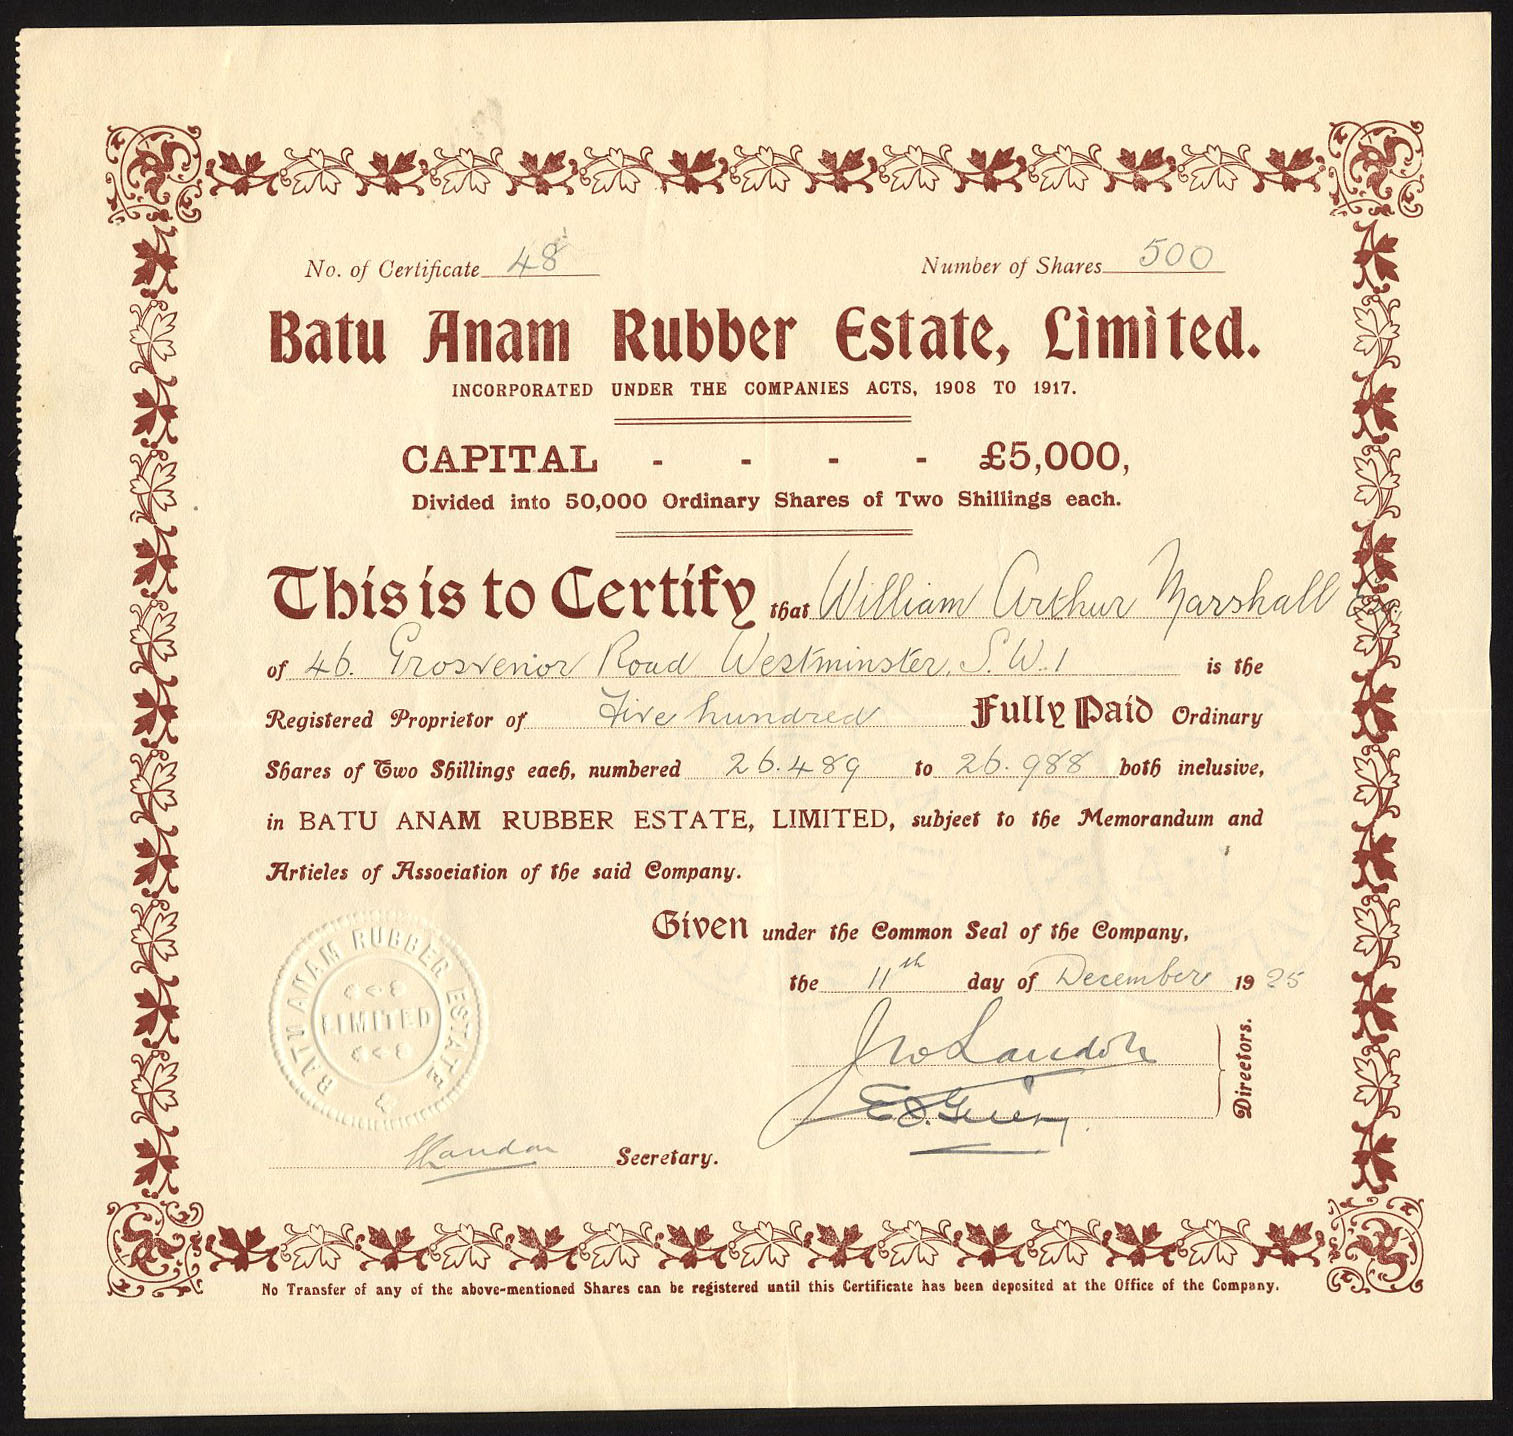 No. of Certificate 48
Number of Shares 500
Batu Anam Rubber Estate, Limited.
INCORPORATED UNDER THE COMPANIES ACTS, 1908 TO 1917.
CAPITAL - - - - £5,000,
Divided into 50,000 Ordinary Shares of Two Shillings each.
This is to Certify that William Arthur Marshall Esq.
of 46. Grosvenor Road Westminster, S.W.1 is the
Registered Proprietor of Five hundred Fully Paid Ordinary
Shares of Two Shillings each, numbered 26.489 to 26.988 both inclusive,
in BATU ANAM RUBBER ESTATE, LIMITED, subject to the Memorandum and
Articles of Association of the said Company.
Given under the Common Seal of the Company,
the 11th day of December 1925
BATU ANAM RUBBER ESTATE
LIMITED
Directors.
Secretary.
No Transfer of any of the above-mentioned Shares can be registered until this Certificate has been deposited at the Office of the Company.